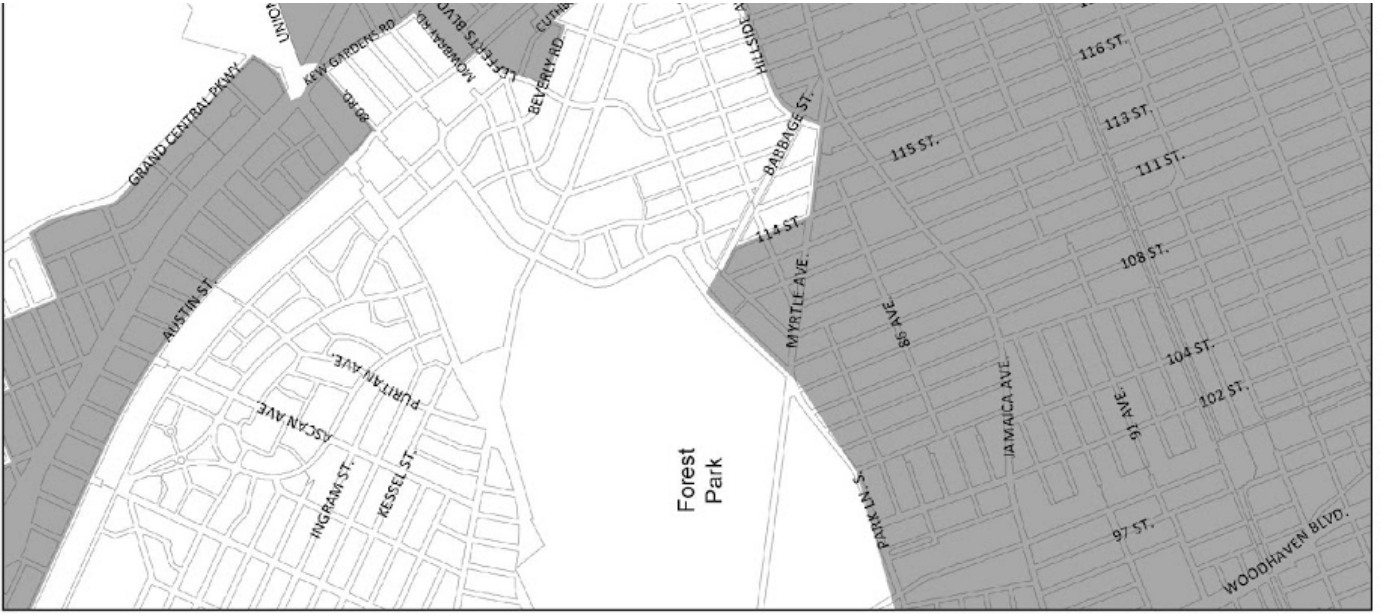 UNION
CUTHB
HILLSIDE A
LEFFERTS BLVD
MOWBRAY RD.
KEW GARDENS RD
BEVERLY RD.
116 ST.
GRAND CENTRAL PKWY.
80 RD.
BABBAGE ST.
113 ST.
115 ST.
111 ST.
114 ST.
108 ST.
AUSTIN ST.
MYRTLE AVE.
86 AVE.
104 ST.
PURITAN AVE.
JAMAICA AVE.
102 ST.
91 AVE.
ASCAN AVE.
Forest
Park
INGRAM ST.
KESSEL ST.
PARK LN. S.
97 ST.
WOODHAVEN BLVD.